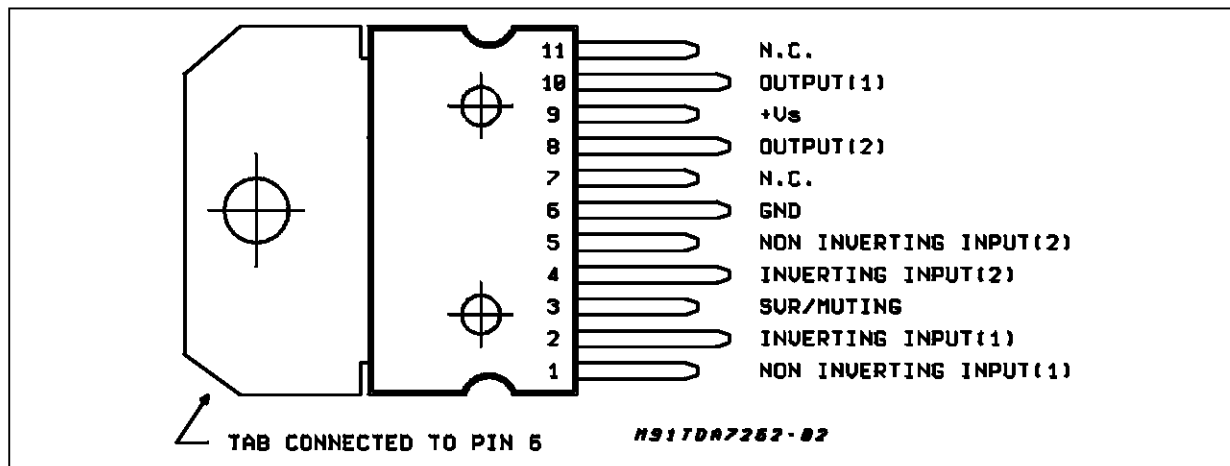 11 N.C.
10 OUTPUT(1)
9 +Vs
8 OUTPUT(2)
7 N.C.
6 GND
5 NON INVERTING INPUT(2)
4 INVERTING INPUT(2)
3 SVR/MUTING
2 INVERTING INPUT(1)
1 NON INVERTING INPUT(1)
TAB CONNECTED TO PIN 6
M91TDA7262-02